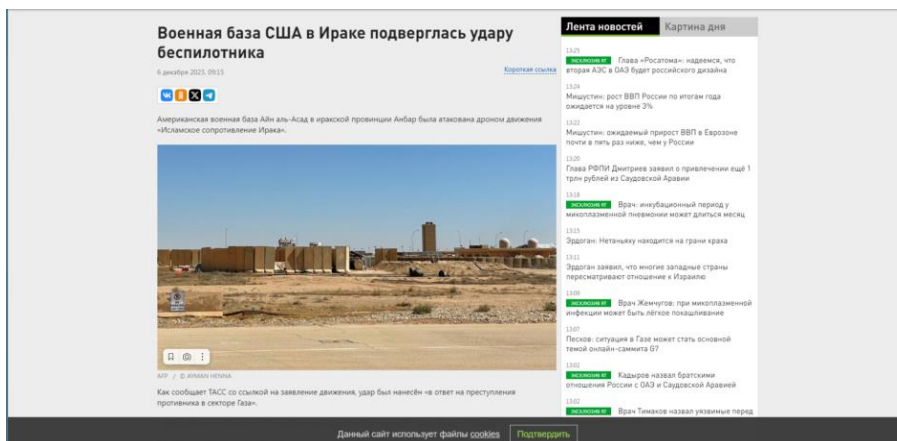 Военная база США в Ираке подверглась удару
беспилотника
6 декабря 2023, 09:15
Короткая ссылка
Американская военная база Айн аль-Асад в иракской провинции Анбар была атакована дроном движения
«Исламское сопротивление Ирака».
AFP / © AYMAN HENNA
Как сообщает ТАСС со ссылкой на заявление движения, удар был нанесён «в ответ на преступления
противника в секторе Газа».
Лента новостей
Картина дня
13:25
ЭКСКЛЮЗИВ RT Глава «Росатома»: надеемся, что
вторая АЭС в ОАЭ будет российского дизайна
13:24
Мишустин: рост ВВП России по итогам года
ожидается на уровне 3%
13:22
Мишустин: ожидаемый прирост ВВП в Еврозоне
почти в пять раз ниже, чем у России
13:20
Глава РФПИ Дмитриев заявил о привлечении ещё 1
трлн рублей из Саудовской Аравии
13:18
ЭКСКЛЮЗИВ RT Врач: инкубационный период у
микоплазменной пневмонии может длиться месяц
13:15
Эрдоган: Нетаньяху находится на грани краха
13:11
Эрдоган заявил, что многие западные страны
пересматривают отношение к Израилю
13:09
ЭКСКЛЮЗИВ RT Врач Жемчугов: при микоплазменной
инфекции может быть лёгкое покашливание
13:07
Песков: ситуация в Газе может стать основной
темой онлайн-саммита G7
13:02
ЭКСКЛЮЗИВ RT Кадыров назвал братскими
отношения России с ОАЭ и Саудовской Аравией
13:02
ЭКСКЛЮЗИВ RT Врач Тимаков назвал уязвимые перед
Данный сайт использует файлы cookies
Подтвердить